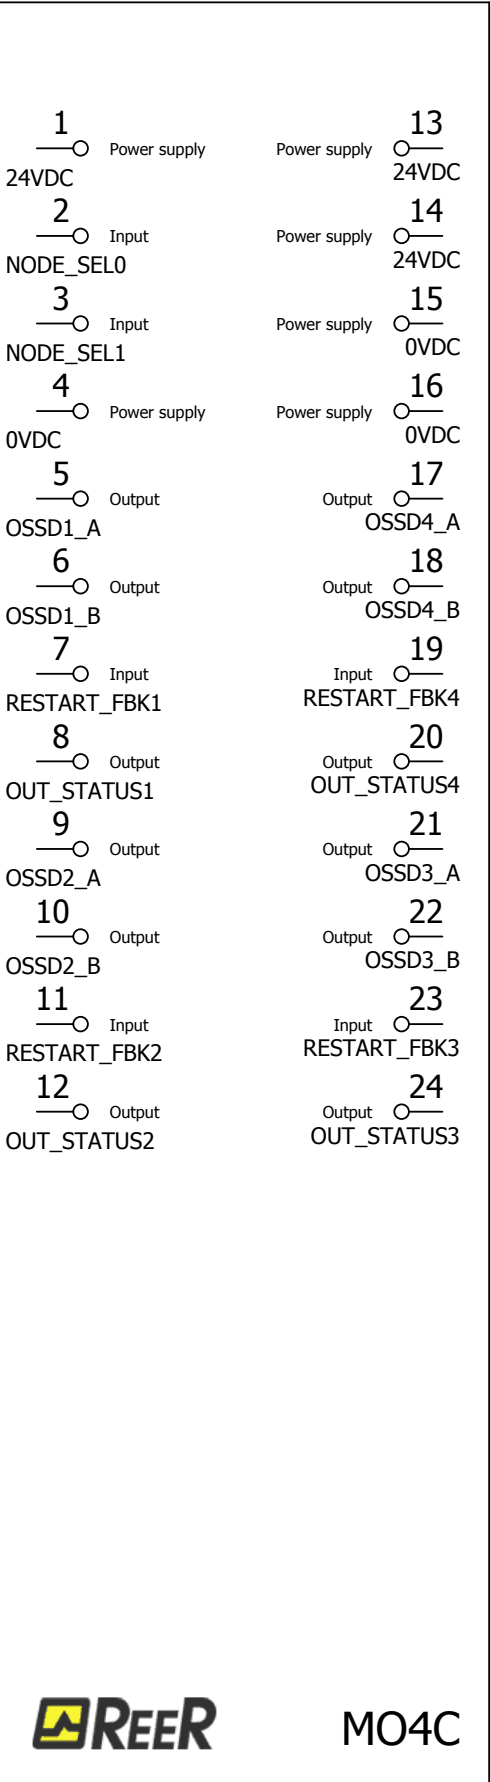 1 13
Power supply Power supply
24VDC 24VDC
2 14
Input Power supply
NODE_SEL0 24VDC
3 15
Input Power supply
NODE_SEL1 0VDC
4 16
Power supply Power supply
0VDC 0VDC
5 17
Output Output
OSSD1_A OSSD4_A
6 18
Output Output
OSSD1_B OSSD4_B
7 19
Input Input
RESTART_FBK1 RESTART_FBK4
8 20
Output Output
OUT_STATUS1 OUT_STATUS4
9 21
Output Output
OSSD2_A OSSD3_A
10 22
Output Output
OSSD2_B OSSD3_B
11 23
Input Input
RESTART_FBK2 RESTART_FBK3
12 24
Output Output
OUT_STATUS2 OUT_STATUS3
REER MO4C